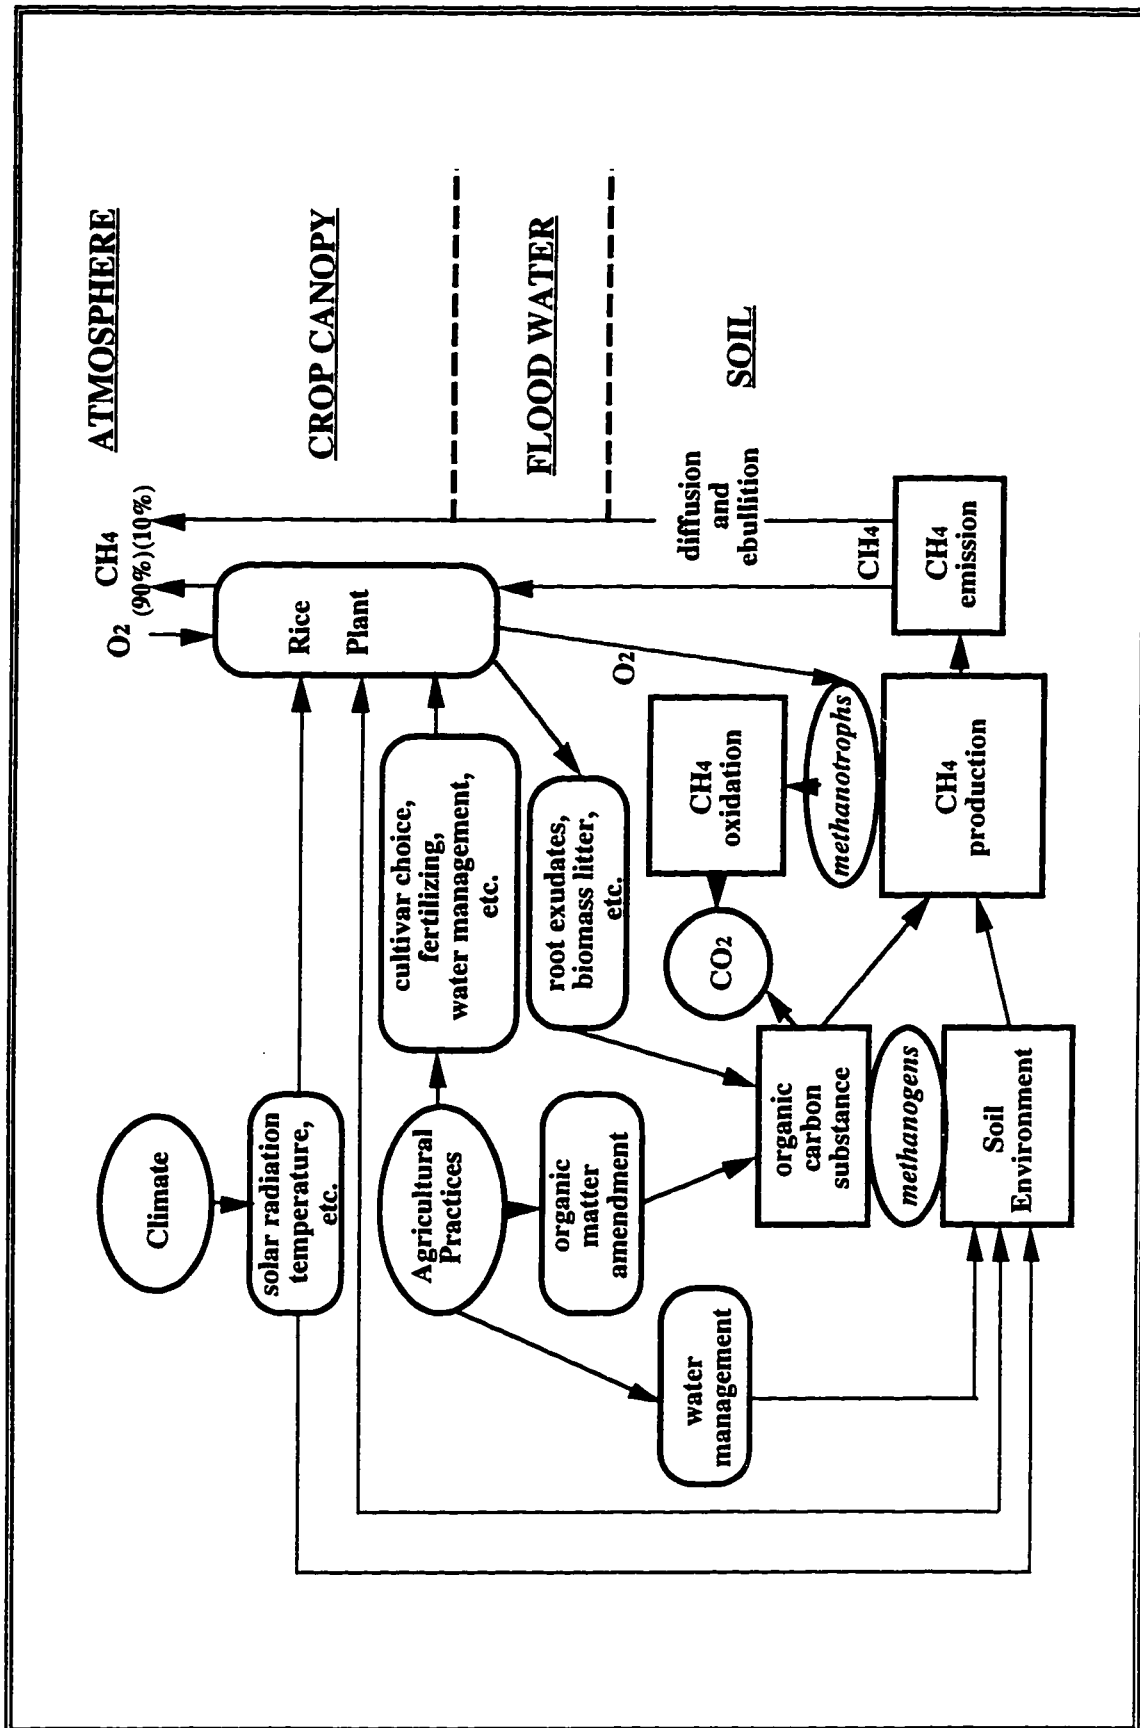 Climate
solar radiation
temperature,
etc.
Agricultural
Practices
cultivar choice,
fertilizing,
water management,
etc.
organic
matter
amendment
water
management
root exudates,
biomass litter,
etc.
Rice
Plant
O2
CH4
(90%)(10%)
ATMOSPHERE
CROP CANOPY
FLOOD WATER
SOIL
O2
diffusion
and
ebullition
CH4
CH4
oxidation
CO2
methanotrophs
organic
carbon
substance
methanogens
Soil
Environment
CH4
production
CH4
emission